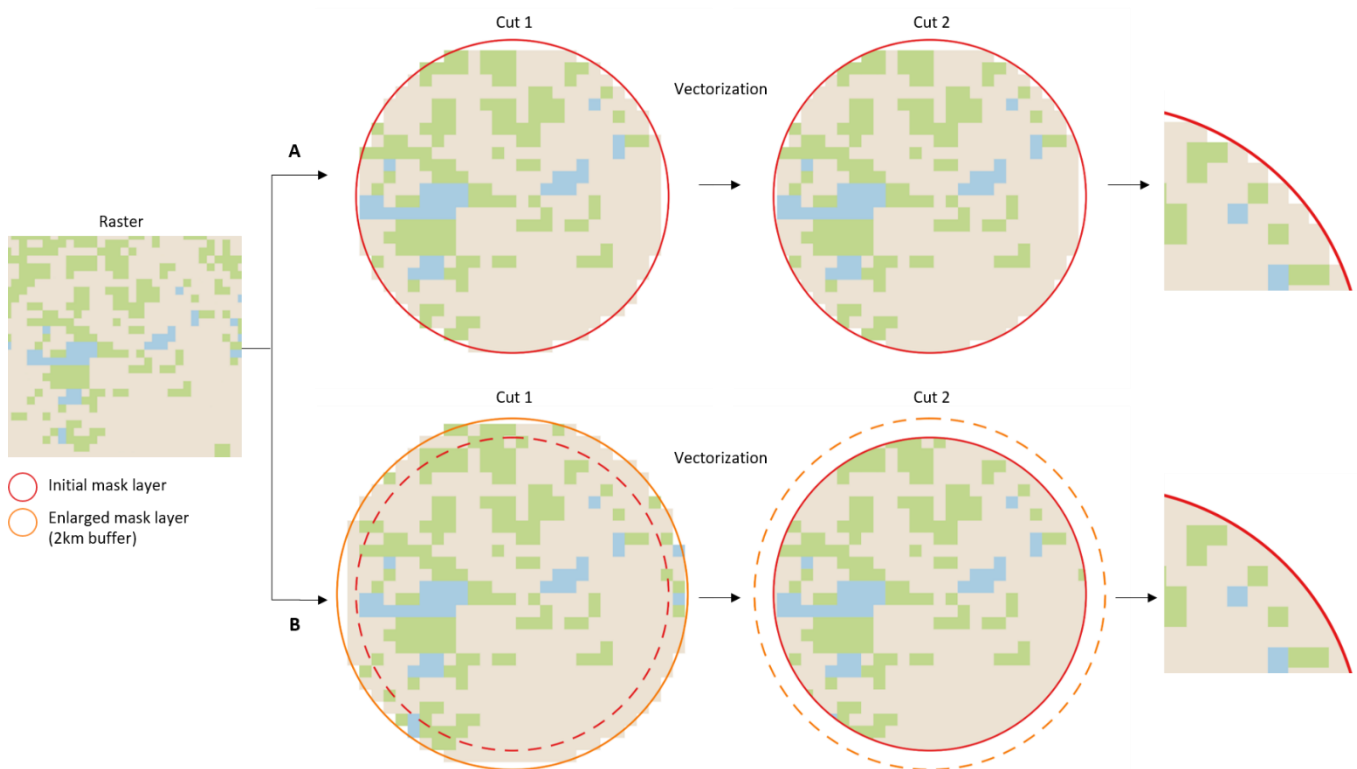 Cut 1
Cut 2
Vectorization
A
Raster
Cut 1
Cut 2
Vectorization
Initial mask layer
Enlarged mask layer
(2km buffer)
B